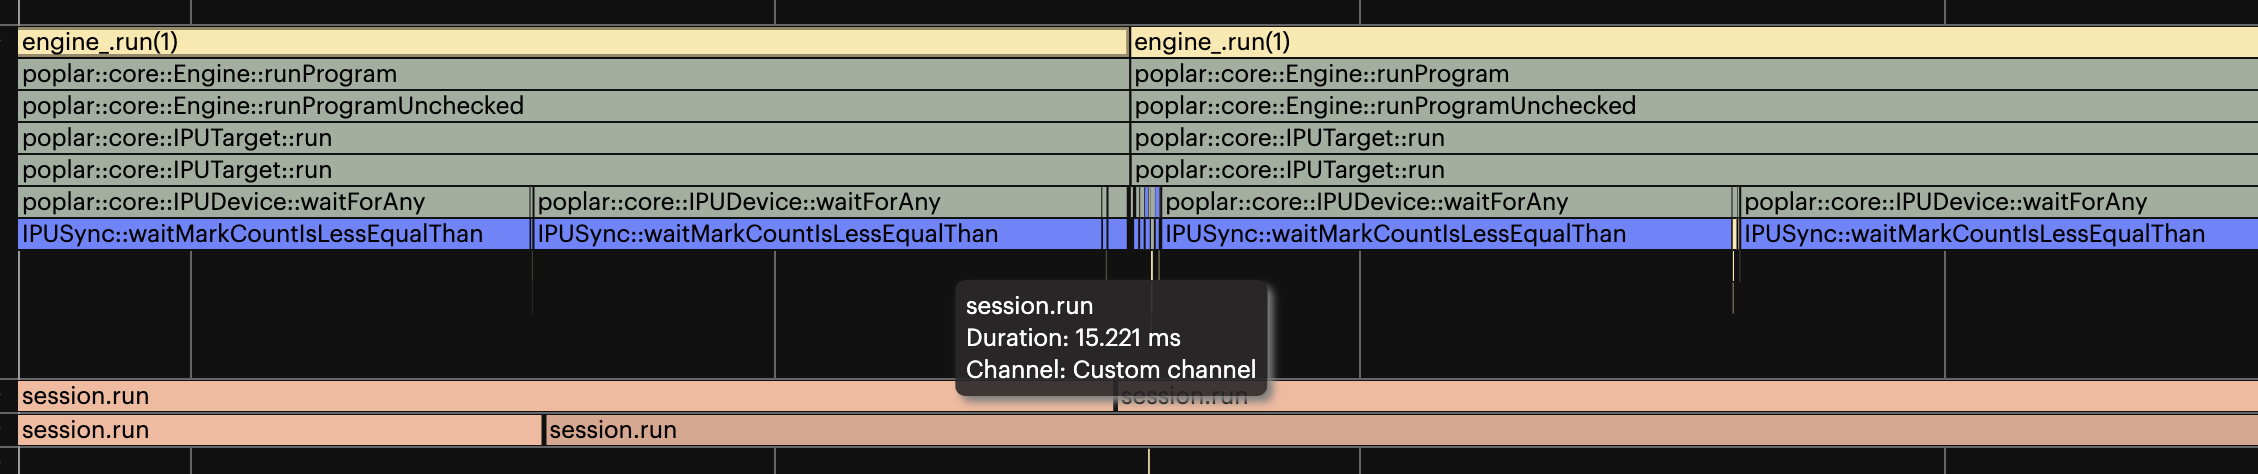 engine_.run(1) engine_.run(1)
poplar::core::Engine::runProgram poplar::core::Engine::runProgram
poplar::core::Engine::runProgramUnchecked poplar::core::Engine::runProgramUnchecked
poplar::core::IPUTarget::run poplar::core::IPUTarget::run
poplar::core::IPUTarget::run poplar::core::IPUTarget::run
poplar::core::IPUDevice::waitForAny poplar::core::IPUDevice::waitForAny poplar::core::IPUDevice::waitForAny poplar::core::IPUDevice::waitForAny
IPUSync::waitMarkCountIsLessEqualThan IPUSync::waitMarkCountIsLessEqualThan IPUSync::waitMarkCountIsLessEqualThan IPUSync::waitMarkCountIsLessEqualThan
session.run
Duration: 15.221 ms
Channel: Custom channel
session.run session.run
session.run session.run